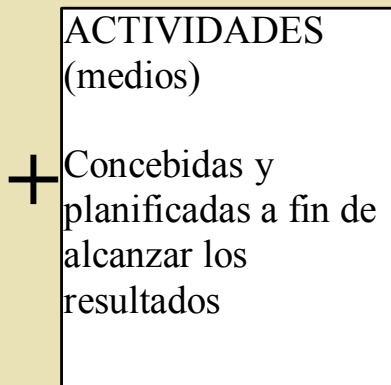 ACTIVIDADES
(medios)
+
Concebidas y
planificadas a fin de
alcanzar los
resultados